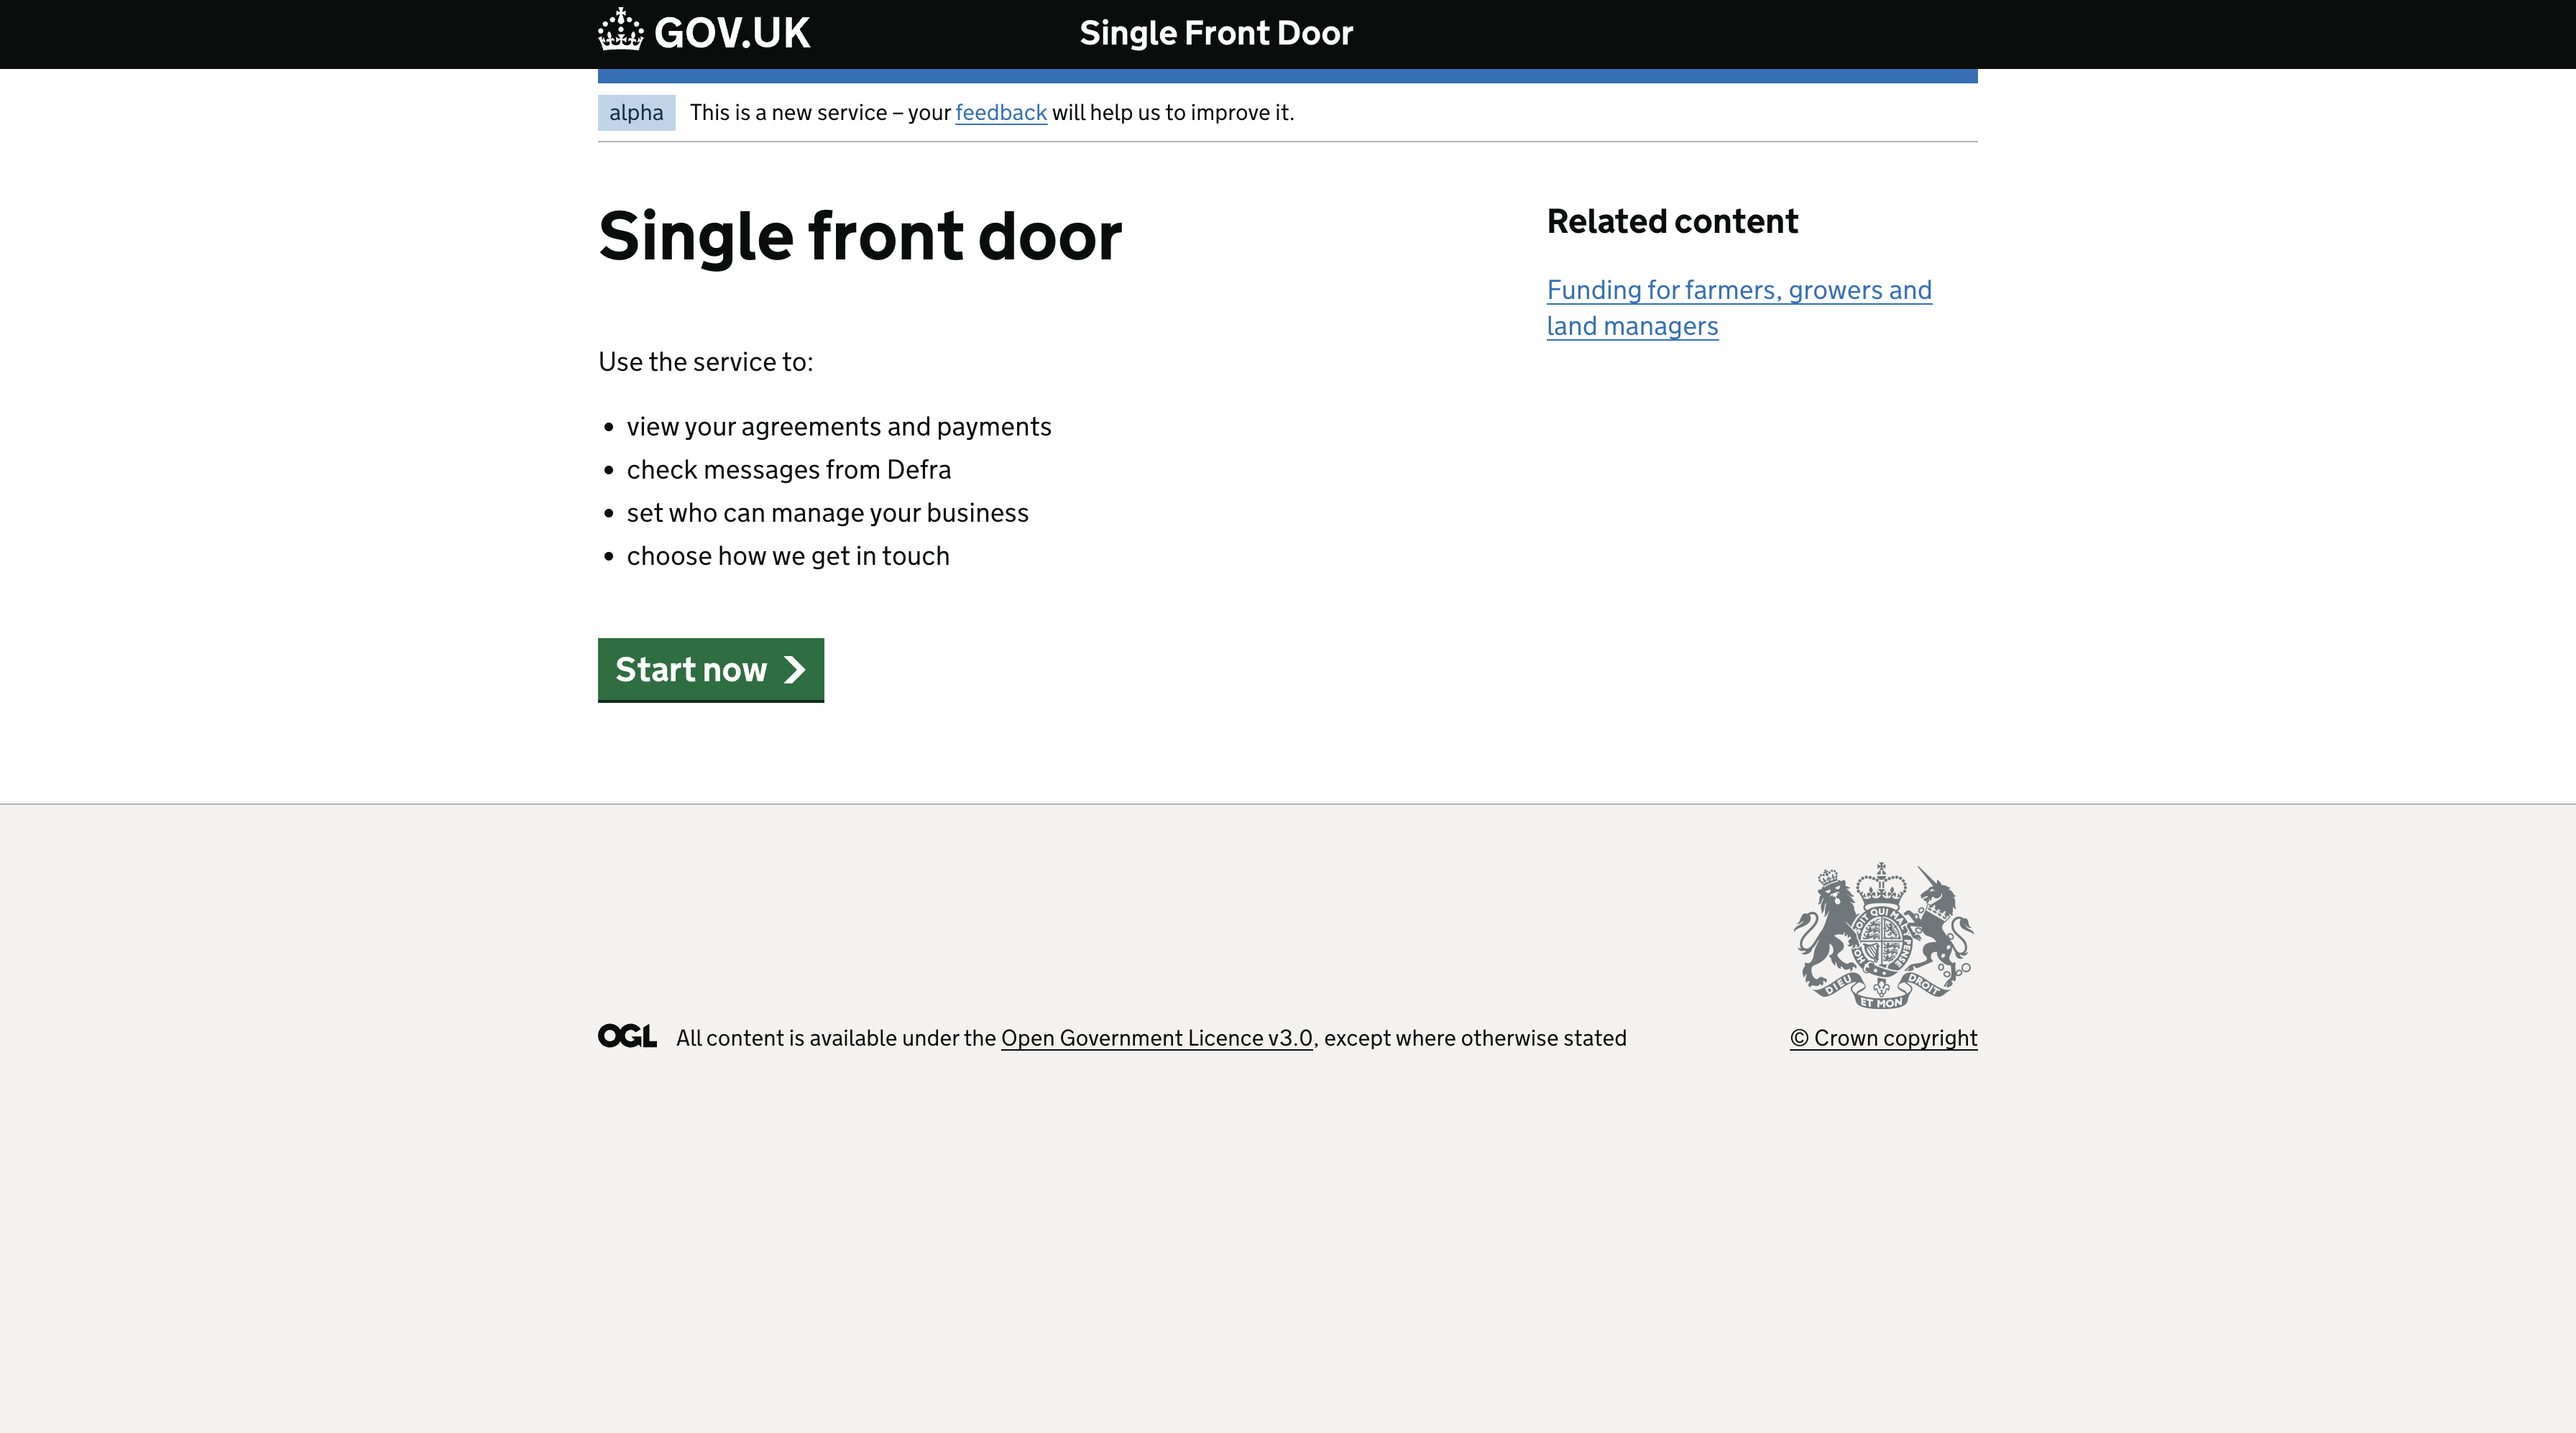 GOV.UK
Single Front Door
alpha
This is a new service – your feedback will help us to improve it.
Single front door
Use the service to:
• view your agreements and payments
• check messages from Defra
• set who can manage your business
• choose how we get in touch
Start now
Related content
Funding for farmers, growers and
land managers
DIEU ET MON DROIT
OGL
All content is available under the Open Government Licence v3.0, except where otherwise stated
© Crown copyright